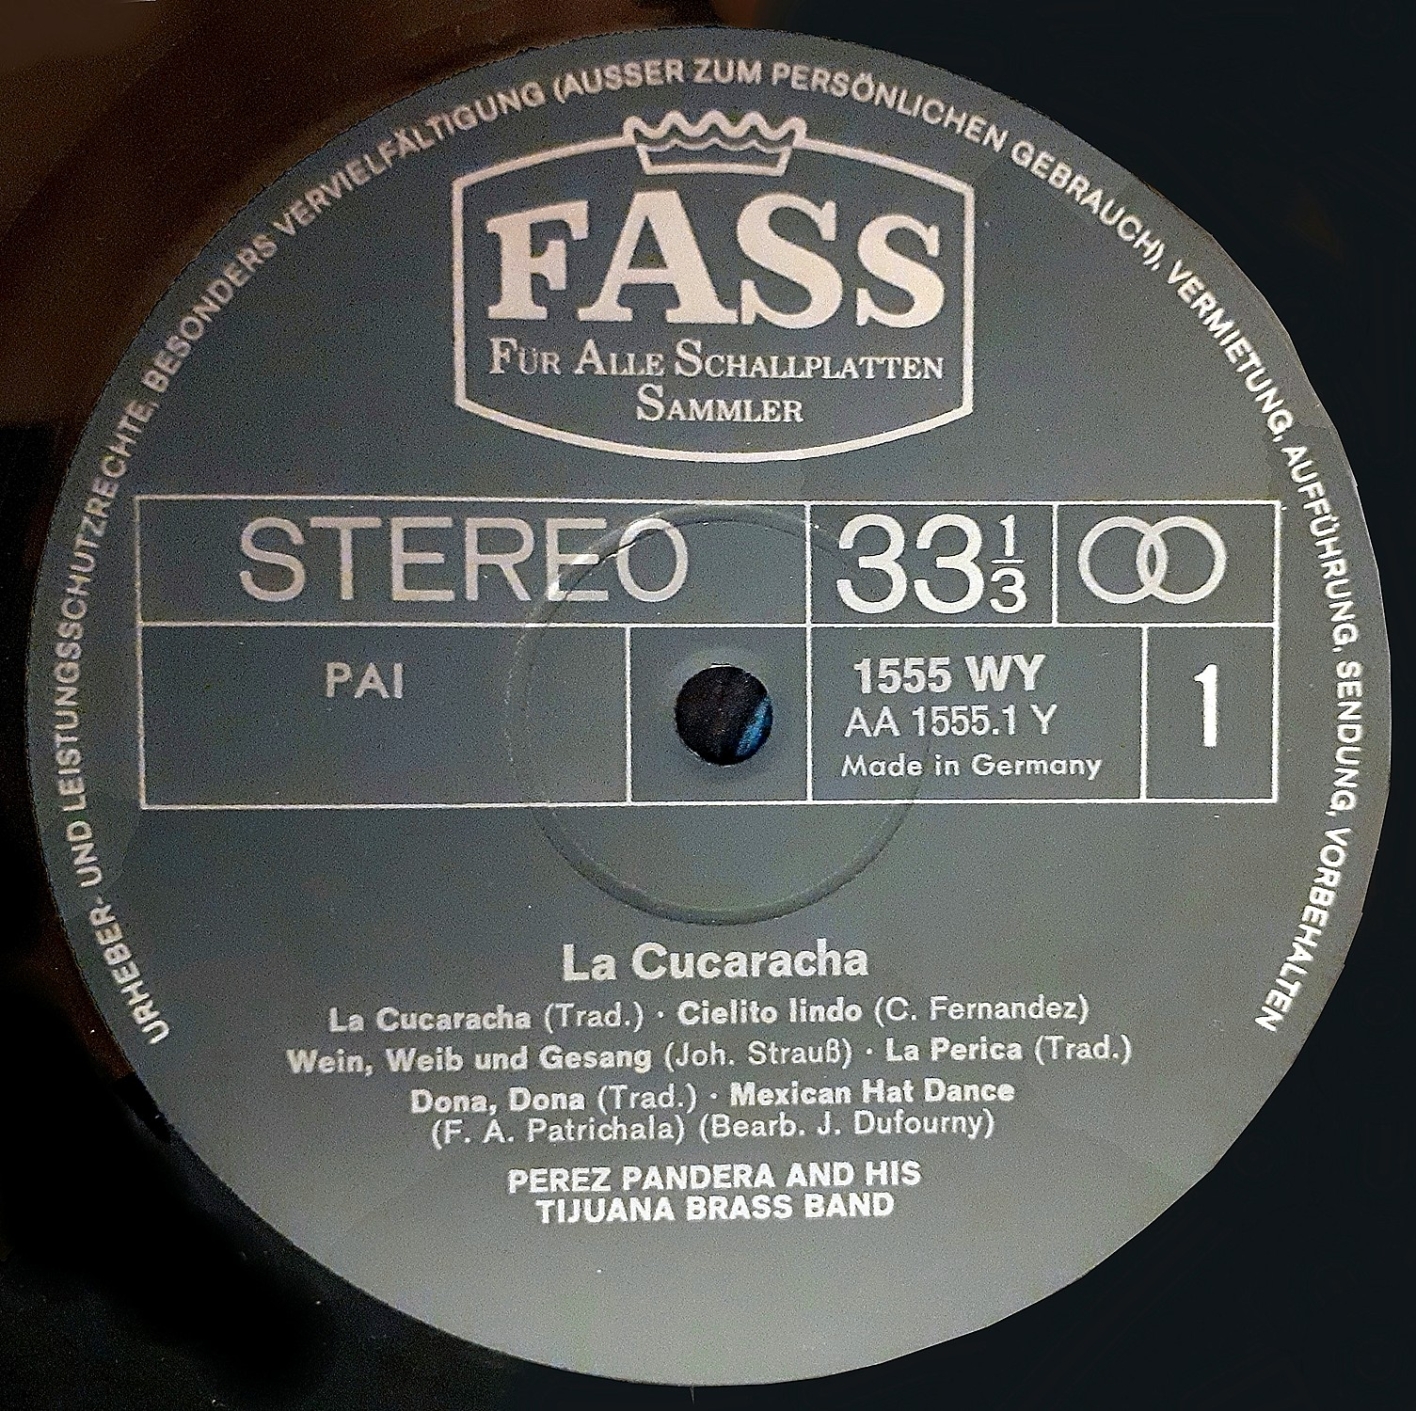 URHEBER- UND LEISTUNGSSCHUTZRECHTE, BESONDERS VERVIELFÄLTIGUNG (AUSSER ZUM PERSÖNLICHEN GEBRAUCH), VERMIETUNG, AUFFÜHRUNG, SENDUNG, VORBEHALTEN
FASS
FÜR ALLE SCHALLPLATTEN
SAMMLER
STEREO 33 1/3
PAI
1555 WY
AA 1555.1 Y
Made in Germany
1
La Cucaracha
La Cucaracha (Trad.) · Cielito lindo (C. Fernandez)
Wein, Weib und Gesang (Joh. Strauß) · La Perica (Trad.)
Dona, Dona (Trad.) · Mexican Hat Dance
(F. A. Patrichala) (Bearb. J. Dufourny)
PEREZ PANDERA AND HIS
TIJUANA BRASS BAND